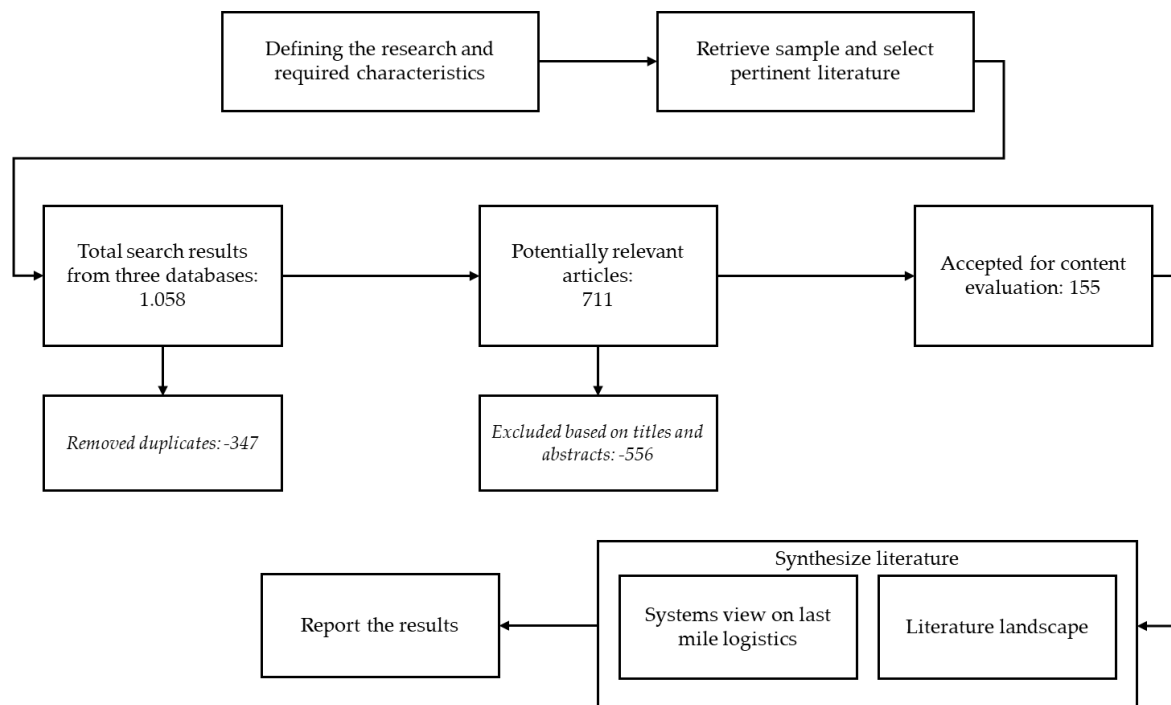 Defining the research and
required characteristics
Retrieve sample and select
pertinent literature
Total search results
from three databases:
1.058
Potentially relevant
articles:
711
Accepted for content
evaluation: 155
Removed duplicates: -347
Excluded based on titles and
abstracts: -556
Synthesize literature
Report the results
Systems view on last
mile logistics
Literature landscape